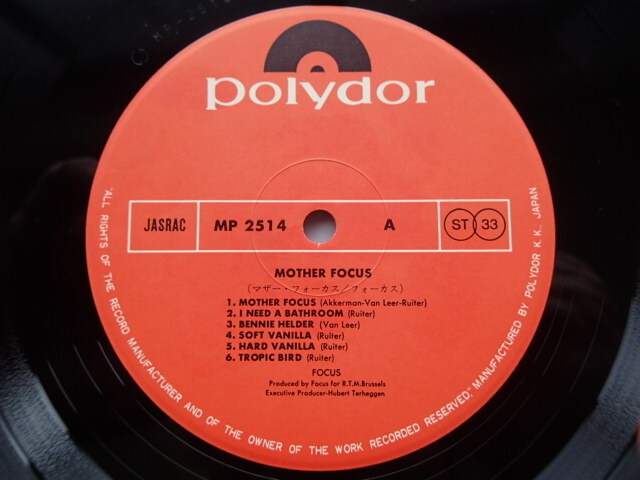 polydor
JASRAC MP 2514 A ST 33
MOTHER FOCUS
(マザー・フォーカス/フォーカス)
1. MOTHER FOCUS (Akkerman-Van Leer-Ruiter)
2. I NEED A BATHROOM (Ruiter)
3. BENNIE HELDER (Van Leer)
4. SOFT VANILLA (Ruiter)
5. HARD VANILLA (Ruiter)
6. TROPIC BIRD (Ruiter)
FOCUS
Produced by Focus for R.T.M.Brussels
Executive Producer-Hubert Terheggen
"ALL RIGHTS OF THE RECORD MANUFACTURER AND OF THE OWNER OF THE WORK RECORDED RESERVED," MANUFACTURED BY POLYDOR K.K., JAPAN